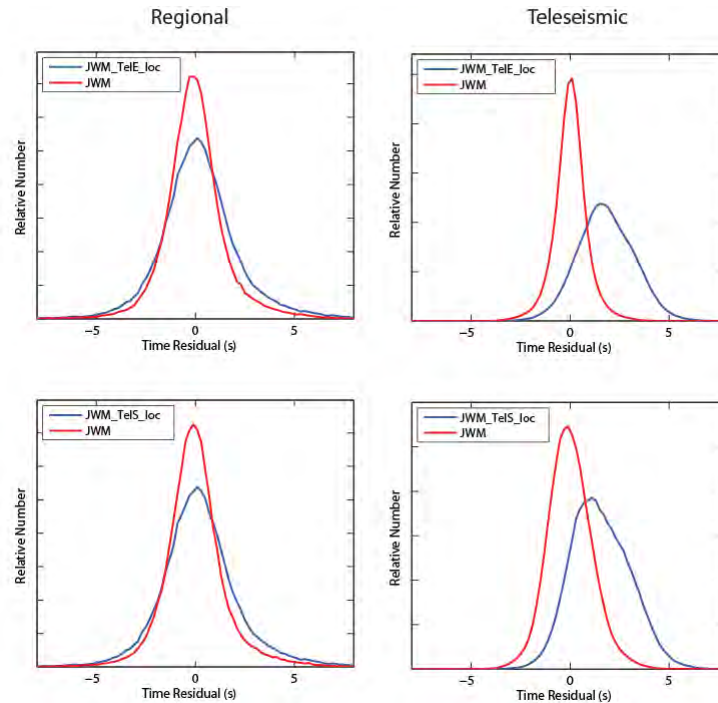 Regional
Teleseismic
JWM_TelE_loc
JWM
Relative Number
−5
0
5
Time Residual (s)
JWM_TelE_loc
JWM
Relative Number
−5
0
5
Time Residual (s)
JWM_TelS_loc
JWM
Relative Number
−5
0
5
Time Residual (s)
JWM_TelS_loc
JWM
Relative Number
−5
0
5
Time Residual (s)